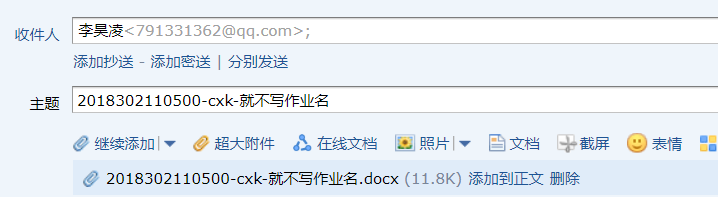 收件人 李昊凌<791331362@qq.com>;
添加抄送 - 添加密送 | 分别发送
主题 2018302110500-cxk-就不写作业名
继续添加 | 超大附件 在线文档 照片 | 文档 截屏 表情
2018302110500-cxk-就不写作业名.docx (11.8K) 添加到正文 删除